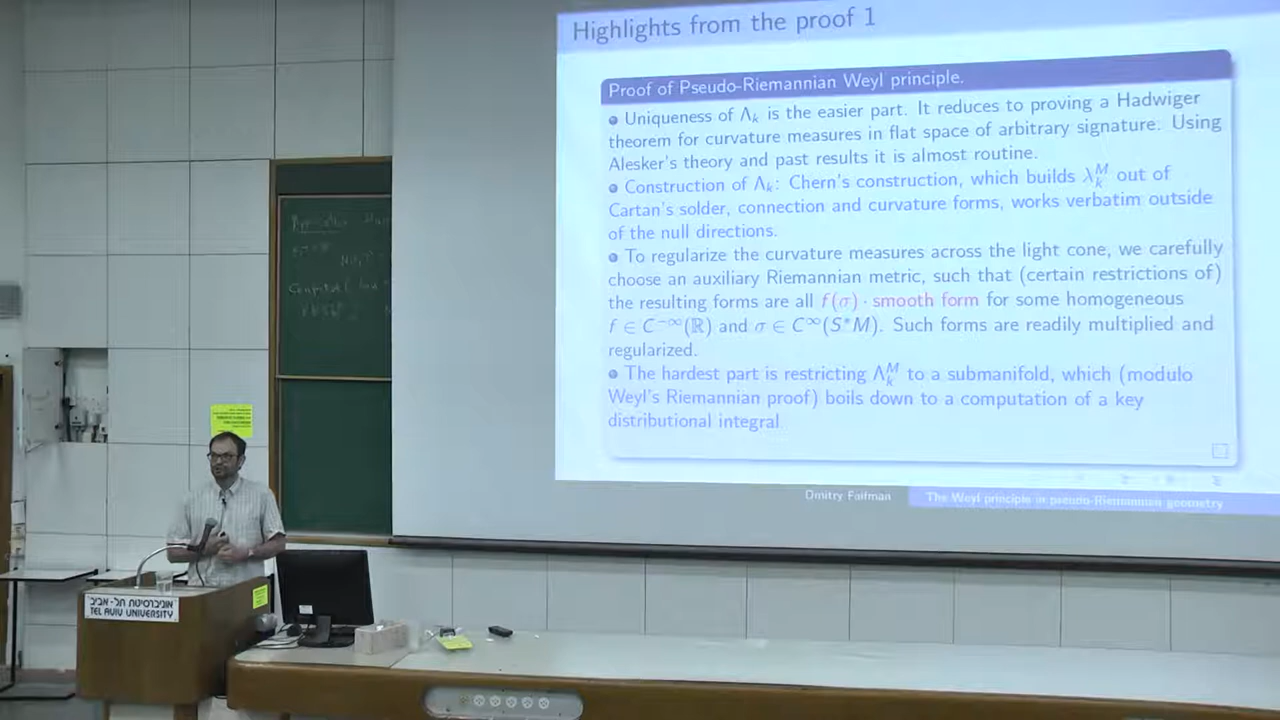 Highlights from the proof 1
Proof of Pseudo-Riemannian Weyl principle.
● Uniqueness of Λₖ is the easier part. It reduces to proving a Hadwiger
theorem for curvature measures in flat space of arbitrary signature. Using
Alesker's theory and past results it is almost routine.
● Construction of Λₖ: Chern's construction, which builds λₖᴹ out of
Cartan's solder, connection and curvature forms, works verbatim outside
of the null directions.
● To regularize the curvature measures across the light cone, we carefully
choose an auxiliary Riemannian metric, such that (certain restrictions of)
the resulting forms are all f(σ) · smooth form for some homogeneous
f ∈ C^{-∞}(ℝ) and σ ∈ C^∞(S*M). Such forms are readily multiplied and
regularized.
● The hardest part is restricting Λₖᴹ to a submanifold, which (modulo
Weyl's Riemannian proof) boils down to a computation of a key
distributional integral.
Dmitry Faifman
The Weyl principle in pseudo-Riemannian geometry
אוניברסיטת תל-אביב
TEL AVIV UNIVERSITY